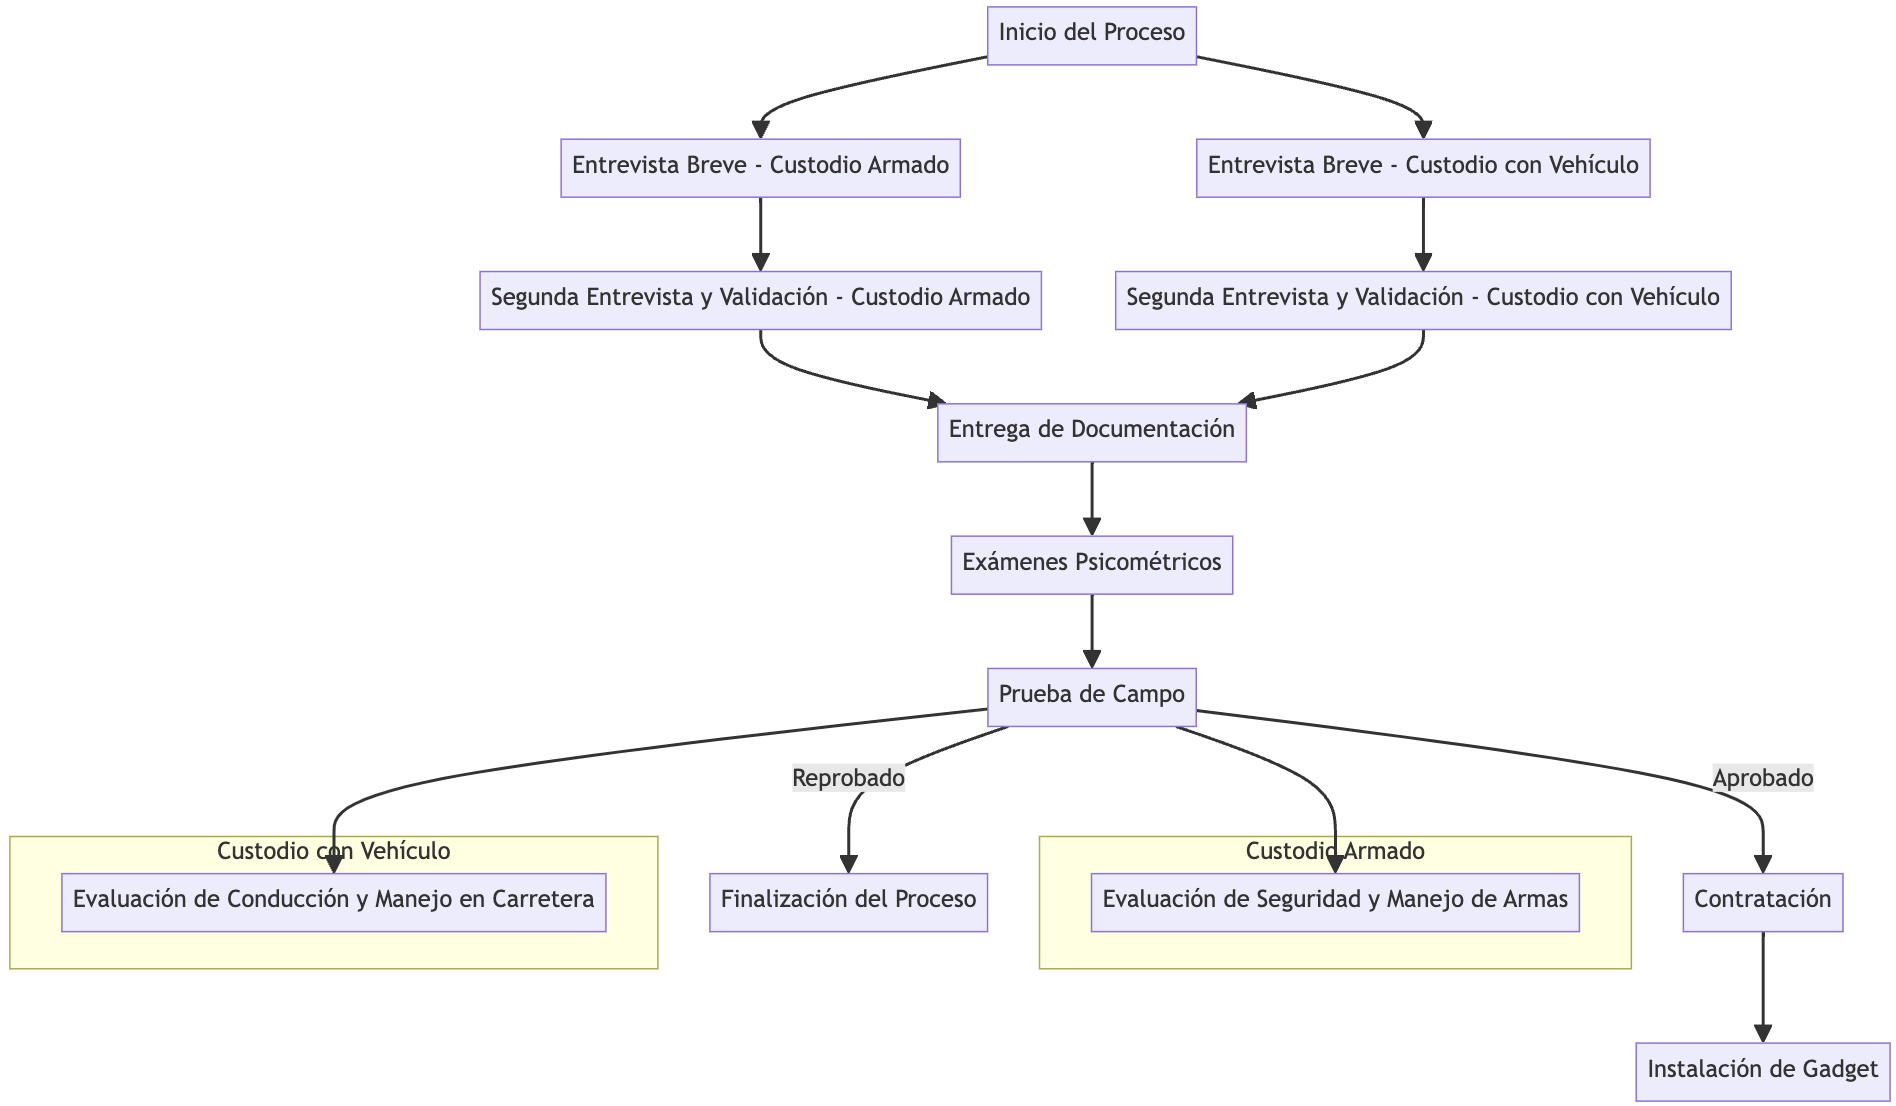 Inicio del Proceso
Entrevista Breve - Custodio Armado
Entrevista Breve - Custodio con Vehículo
Segunda Entrevista y Validación - Custodio Armado
Segunda Entrevista y Validación - Custodio con Vehículo
Entrega de Documentación
Exámenes Psicométricos
Prueba de Campo
Reprobado
Aprobado
Custodio con Vehículo
Evaluación de Conducción y Manejo en Carretera
Finalización del Proceso
Custodio Armado
Evaluación de Seguridad y Manejo de Armas
Contratación
Instalación de Gadget